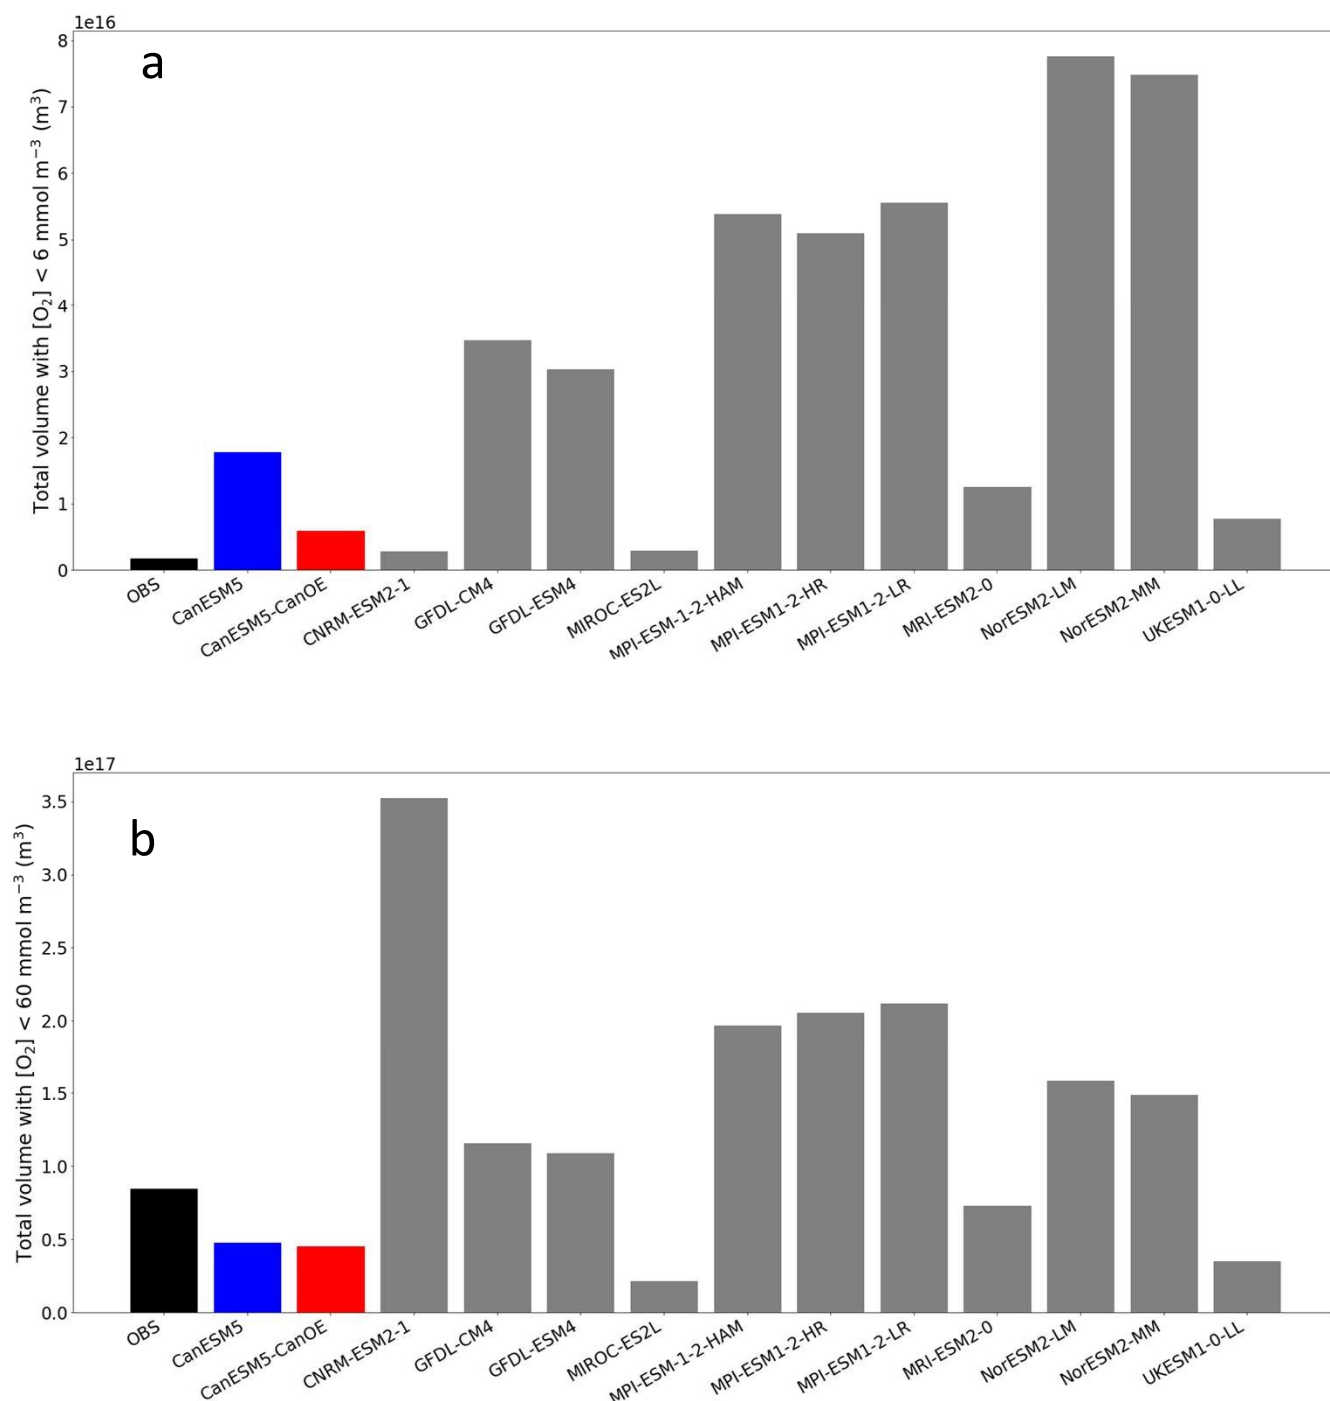 1e16
a
Total volume with [O₂] < 6 mmol m⁻³ (m³)
8
7
6
5
4
3
2
1
0
OBS
CanESM5
CanESM5-CanOE
CNRM-ESM2-1
GFDL-CM4
GFDL-ESM4
MIROC-ES2L
MPI-ESM-1-2-HAM
MPI-ESM1-2-HR
MPI-ESM1-2-LR
MRI-ESM2-0
NorESM2-LM
NorESM2-MM
UKESM1-0-LL
1e17
b
Total volume with [O₂] < 60 mmol m⁻³ (m³)
3.5
3.0
2.5
2.0
1.5
1.0
0.5
0.0
OBS
CanESM5
CanESM5-CanOE
CNRM-ESM2-1
GFDL-CM4
GFDL-ESM4
MIROC-ES2L
MPI-ESM-1-2-HAM
MPI-ESM1-2-HR
MPI-ESM1-2-LR
MRI-ESM2-0
NorESM2-LM
NorESM2-MM
UKESM1-0-LL